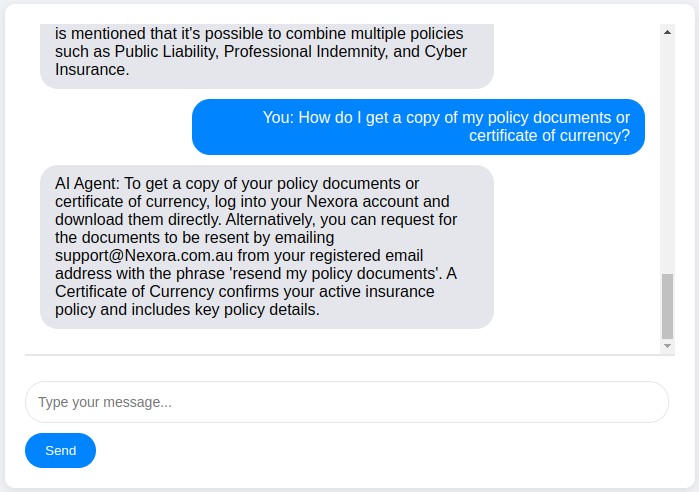 is mentioned that it's possible to combine multiple policies
such as Public Liability, Professional Indemnity, and Cyber
Insurance.
You: How do I get a copy of my policy documents or
certificate of currency?
AI Agent: To get a copy of your policy documents or
certificate of currency, log into your Nexora account and
download them directly. Alternatively, you can request for
the documents to be resent by emailing
support@Nexora.com.au from your registered email
address with the phrase 'resend my policy documents'. A
Certificate of Currency confirms your active insurance
policy and includes key policy details.
Type your message...
Send